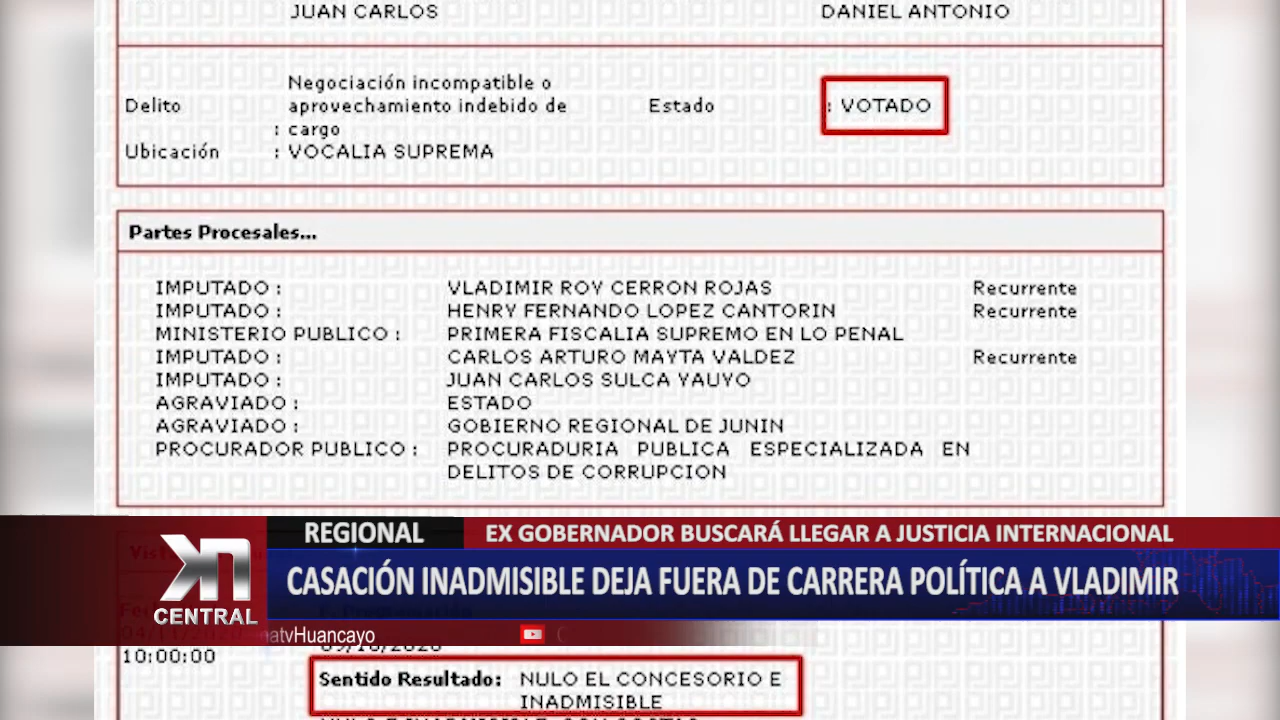 JUAN CARLOS DANIEL ANTONIO
Negociación incompatible o
Delito aprovechamiento indebido de Estado : VOTADO
: cargo
Ubicación : VOCALIA SUPREMA
Partes Procesales...
IMPUTADO : VLADIMIR ROY CERRON ROJAS Recurrente
IMPUTADO : HENRY FERNANDO LOPEZ CANTORIN Recurrente
MINISTERIO PUBLICO : PRIMERA FISCALIA SUPREMO EN LO PENAL
IMPUTADO : CARLOS ARTURO MAYTA VALDEZ Recurrente
IMPUTADO : JUAN CARLOS SULCA YAUYO
AGRAVIADO : ESTADO
AGRAVIADO : GOBIERNO REGIONAL DE JUNIN
PROCURADOR PUBLICO : PROCURADURIA PUBLICA ESPECIALIZADA EN
DELITOS DE CORRUPCION
REGIONAL EX GOBERNADOR BUSCARÁ LLEGAR A JUSTICIA INTERNACIONAL
CASACIÓN INADMISIBLE DEJA FUERA DE CARRERA POLÍTICA A VLADIMIR
CENTRAL
natvHuancayo
10:00:00
Sentido Resultado: NULO EL CONCESORIO E
INADMISIBLE